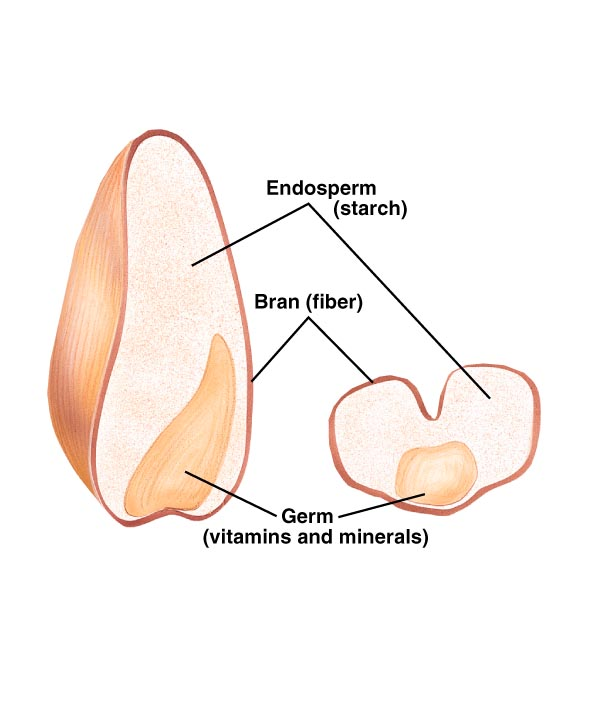 Endosperm
(starch)
Bran (fiber)
Germ
(vitamins and minerals)